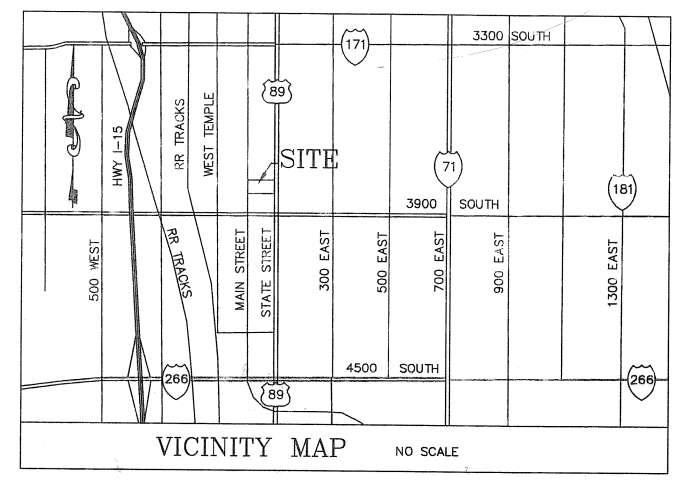 3300 SOUTH
171
89
HWY I-15
RR TRACKS
WEST TEMPLE
SITE
71
181
3900 SOUTH
500 WEST
RR TRACKS
MAIN STREET
STATE STREET
300 EAST
500 EAST
700 EAST
900 EAST
1300 EAST
4500 SOUTH
266
89
266
VICINITY MAP NO SCALE